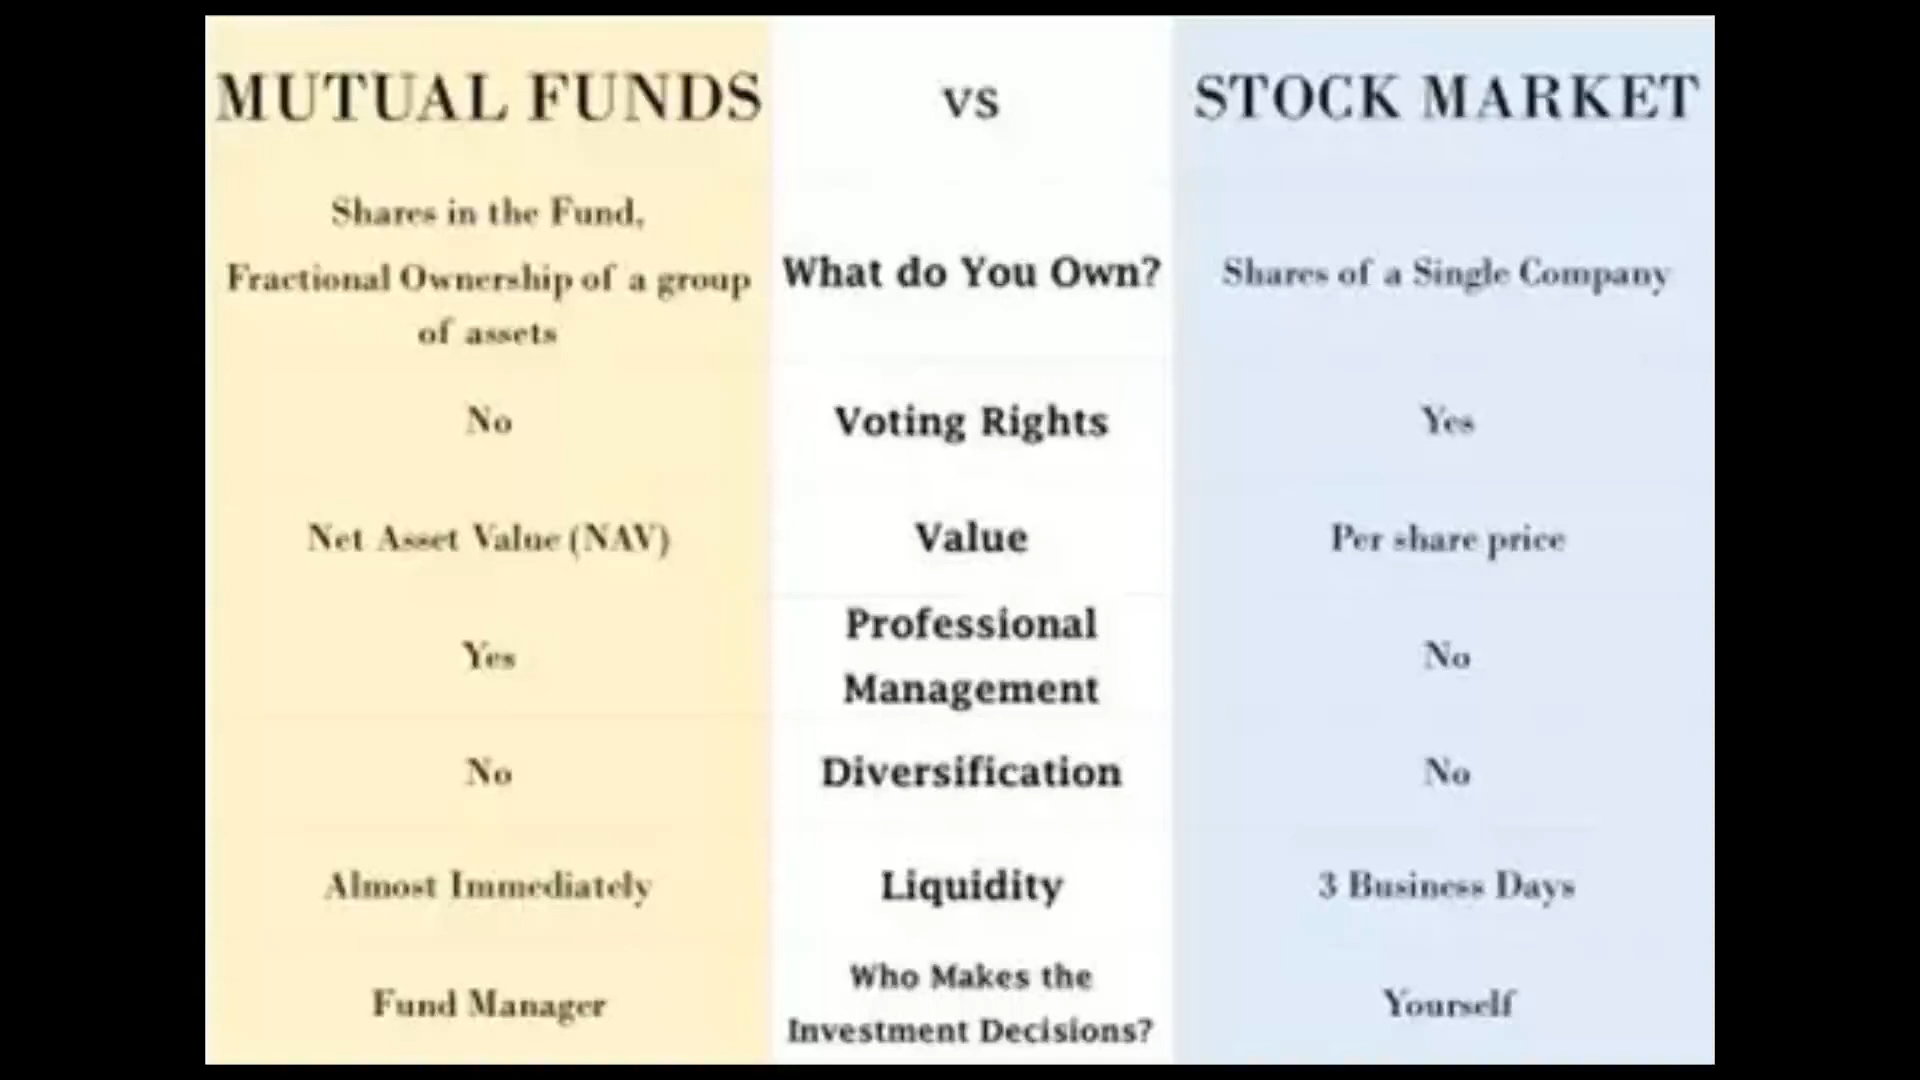 MUTUAL FUNDS VS STOCK MARKET
Shares in the Fund,
Fractional Ownership of a group
of assets
What do You Own?
Shares of a Single Company
No Voting Rights Yes
Net Asset Value (NAV) Value Per share price
Yes
Professional
Management
No
No Diversification No
Almost Immediately Liquidity 3 Business Days
Fund Manager
Who Makes the
Investment Decisions?
Yourself